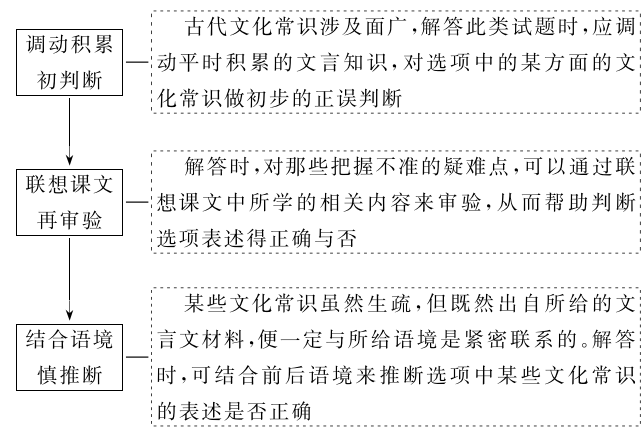 调动积累
初判断
古代文化常识涉及面广,解答此类试题时,应调
动平时积累的文言知识,对选项中的某方面的文
化常识做初步的正误判断
联想课文
再审验
解答时,对那些把握不准的疑难点,可以通过联
想课文中所学的相关内容来审验,从而帮助判断
选项表述得正确与否
结合语境
慎推断
某些文化常识虽然生疏,但既然出自所给的文
言文材料,便一定与所给语境是紧密联系的。解答
时,可结合前后语境来推断选项中某些文化常识
的表述是否正确